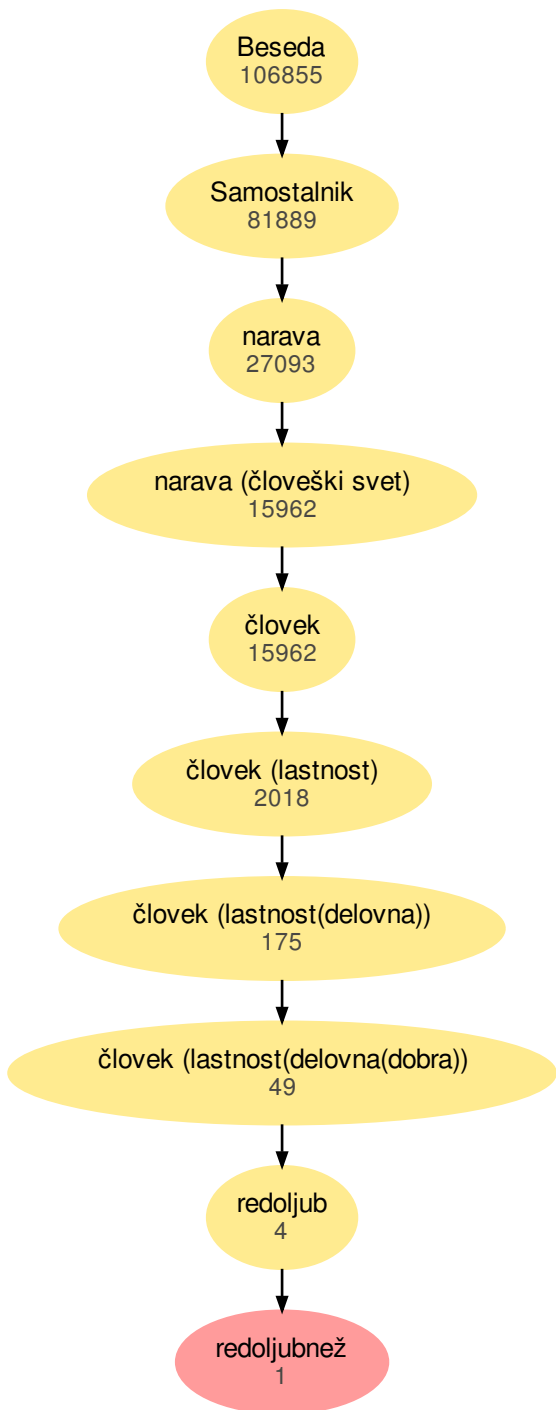 Beseda
106855
Samostalnik
81889
narava
27093
narava (človeški svet)
15962
človek
15962
človek (lastnost)
2018
človek (lastnost(delovna))
175
človek (lastnost(delovna(dobra))
49
redoljub
4
redoljubnež
1